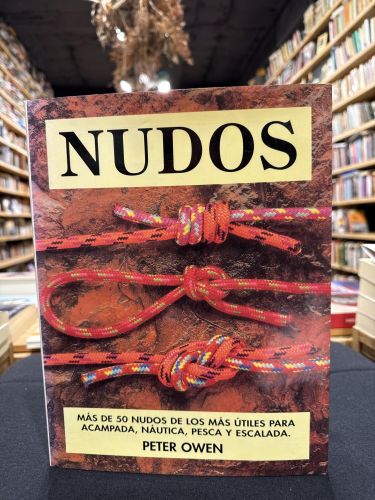 NUDOS
MÁS DE 50 NUDOS DE LOS MÁS ÚTILES PARA
ACAMPADA, NÁUTICA, PESCA Y ESCALADA.
PETER OWEN